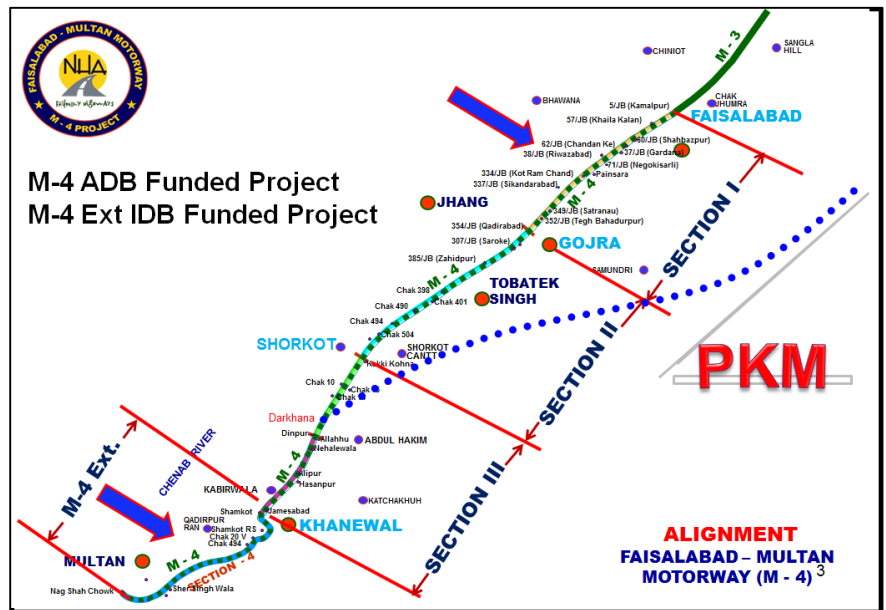 FAISALABAD - MULTAN MOTORWAY
NHA
Friendly Highways
M - 4 PROJECT
M-4 ADB Funded Project
M-4 Ext IDB Funded Project
M - 3
CHINIOT
SANGLA
HILL
BHAWANA
5/JB (Kamalpur)
CHAK
JHUMRA
57/JB (Khaila Kalan)
FAISALABAD
62/JB (Chandan Ke)
60/JB (Shahbazpur)
38/JB (Riwazabad)
37/JB (Gardana)
71/JB (Negokisarli)
334/JB (Kot Ram Chand)
Painsara
337/JB (Sikandarabad)
M-4
JHANG
349/JB (Satranau)
352/JB (Tegh Bahadurpur)
354/JB (Qadirabad)
307/JB (Saroke)
GOJRA
385/JB (Zahidpur)
SAMUNDRI
SECTION I
M-4
TOBATEK
SINGH
Chak 398
Chak 401
Chak 490
Chak 494
Chak 504
SHORKOT
SHORKOT
CANTT
Kukki Kohna
SECTION II
PKM
Chak 10
Chak
Chak
Darkhana
Dinpur
Allahhu
Nehalewala
ABDUL HAKIM
M-4 Ext.
CHENAB RIVER
M-4
Alipur
Hasanpur
KABIRWALA
KATCHAKHUH
SECTION III
Shamkot
Jamesabad
KHANEWAL
QADIRPUR
RAN
Shamkot RS
Chak 20 V
Chak 494
MULTAN
M-4
SECTION - 4
Nag Shah Chowk
Sher Singh Wala
ALIGNMENT
FAISALABAD – MULTAN
MOTORWAY (M - 4)
3